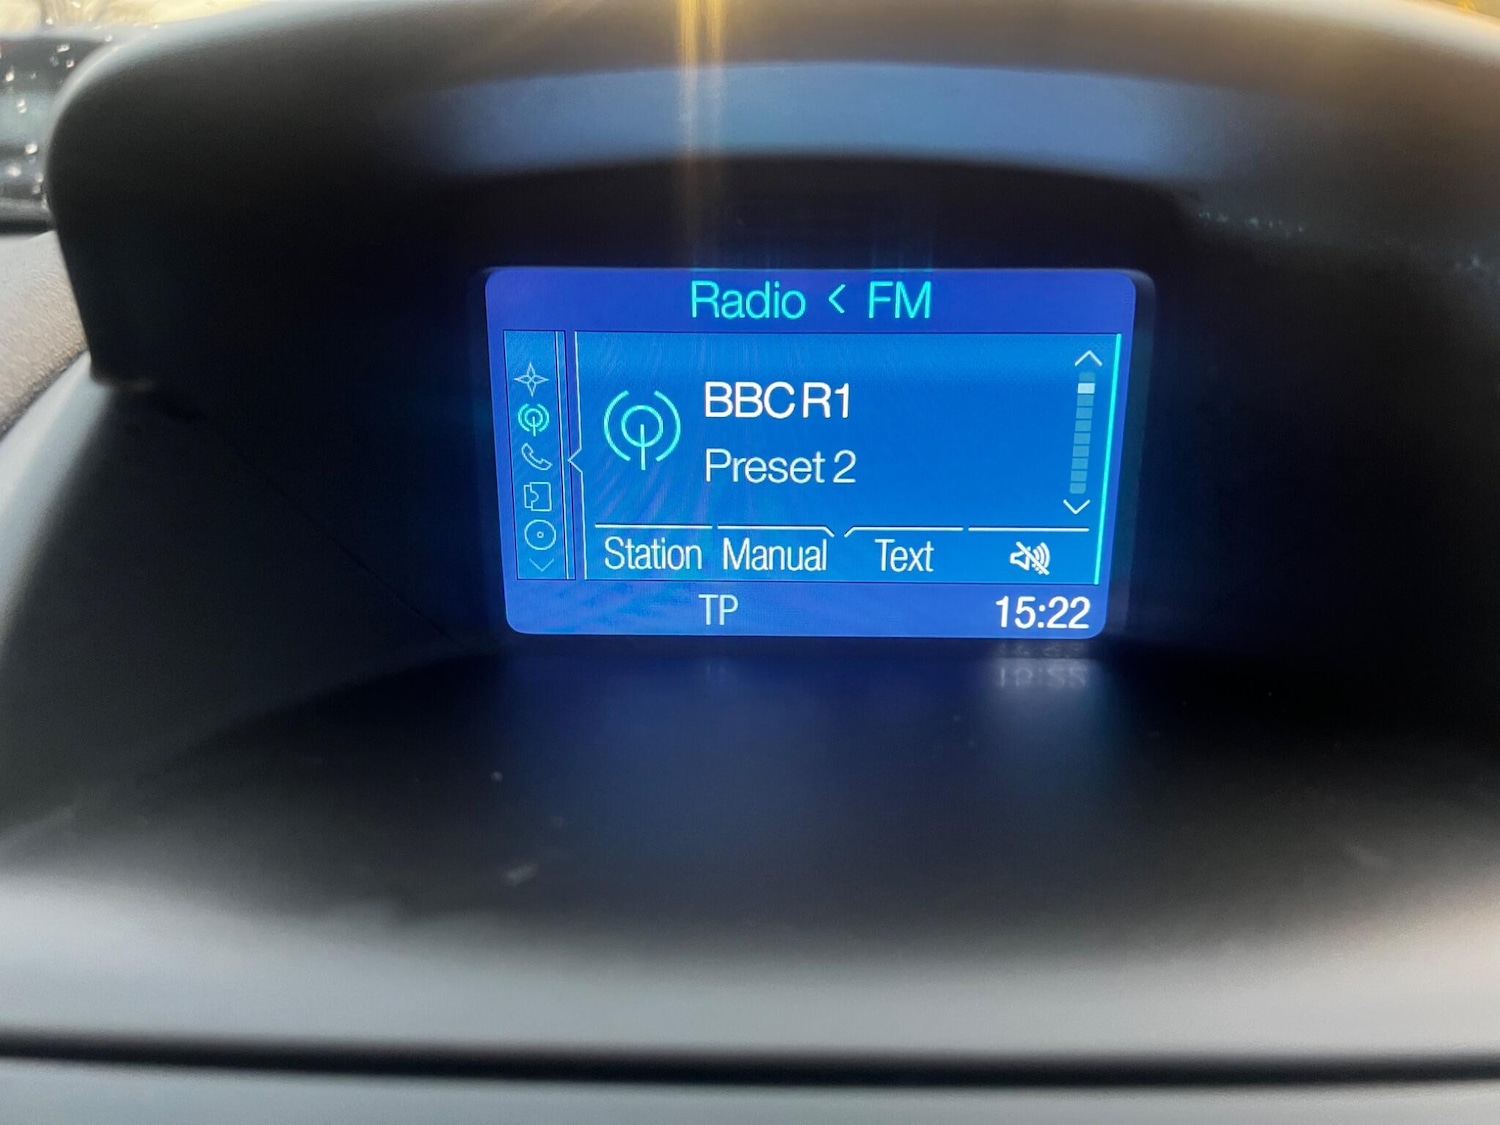 Radio < FM
BBC R1
Preset 2
Station Manual Text
TP 15:22